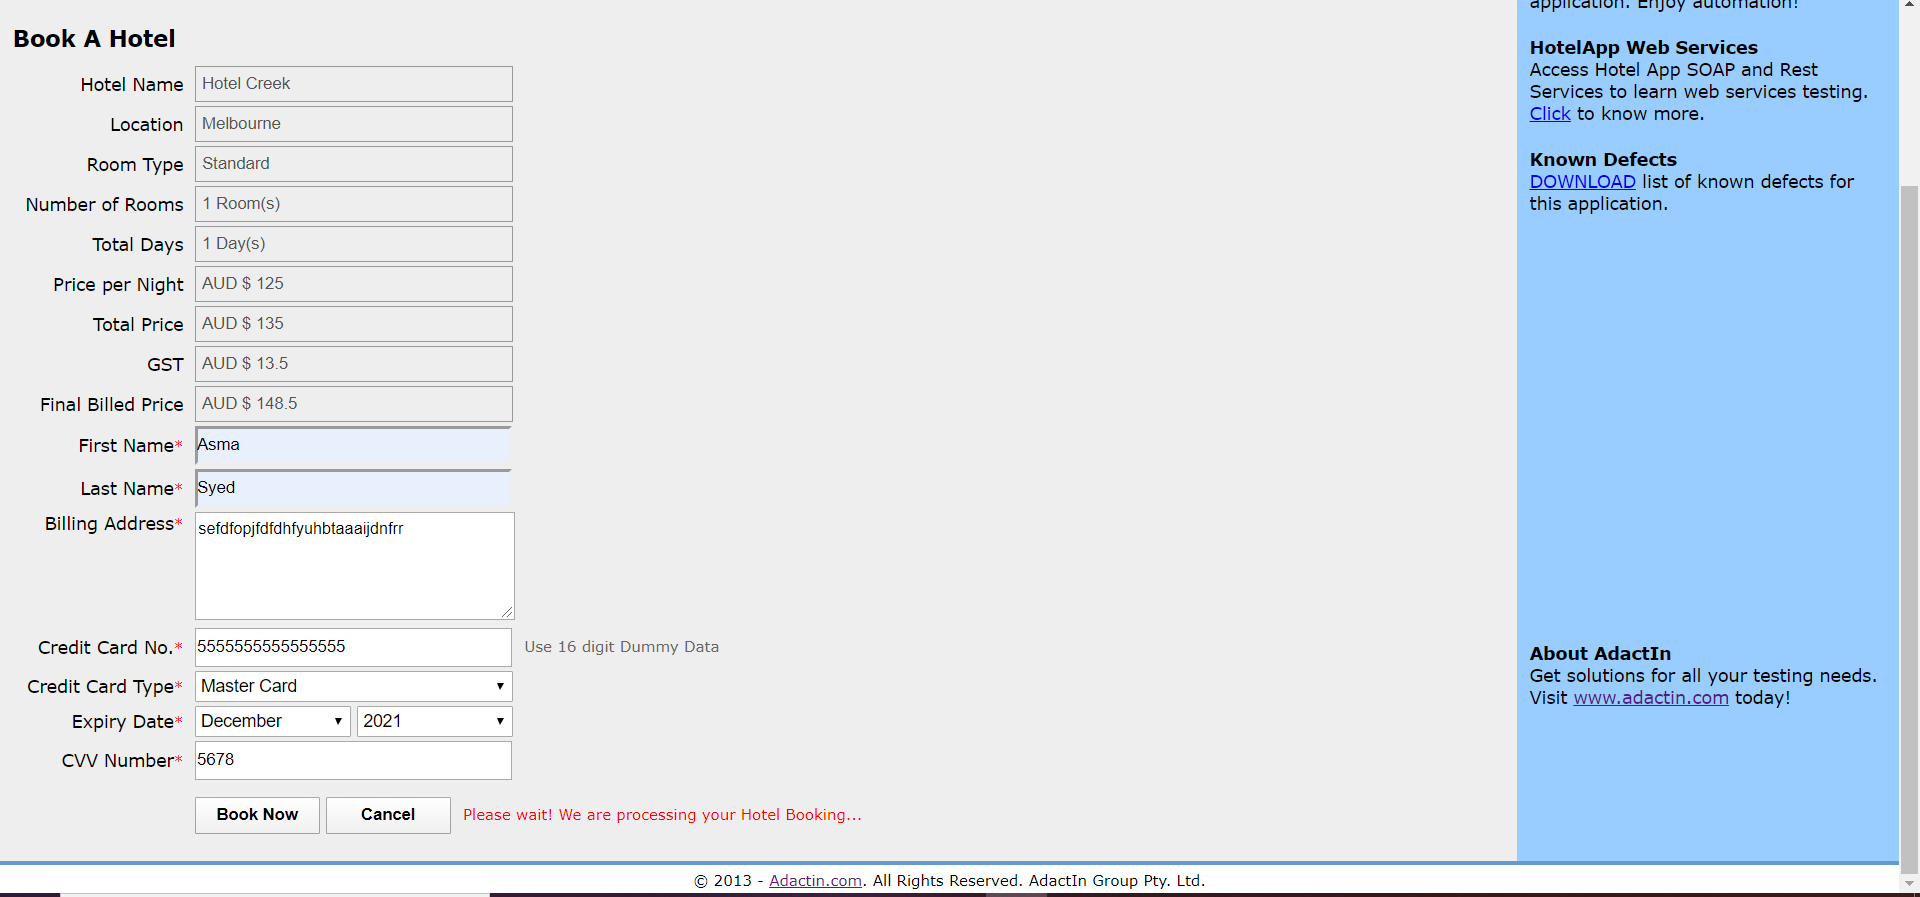 Book A Hotel
Hotel Name Hotel Creek
Location Melbourne
Room Type Standard
Number of Rooms 1 Room(s)
Total Days 1 Day(s)
Price per Night AUD $ 125
Total Price AUD $ 135
GST AUD $ 13.5
Final Billed Price AUD $ 148.5
First Name* Asma
Last Name* Syed
Billing Address* sefdfopjfdfdhfyuhbtaaaijdnfrr
Credit Card No.* 5555555555555555 Use 16 digit Dummy Data
Credit Card Type* Master Card
Expiry Date* December 2021
CVV Number* 5678
Book Now Cancel Please wait! We are processing your Hotel Booking...
application. Enjoy automation!
HotelApp Web Services
Access Hotel App SOAP and Rest
Services to learn web services testing.
Click to know more.
Known Defects
DOWNLOAD list of known defects for
this application.
About AdactIn
Get solutions for all your testing needs.
Visit www.adactin.com today!
© 2013 - Adactin.com. All Rights Reserved. AdactIn Group Pty. Ltd.